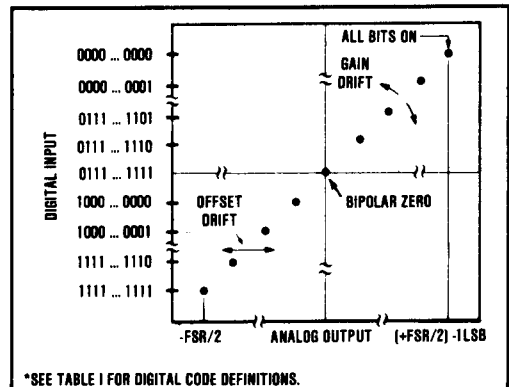 ALL BITS ON
GAIN
DRIFT
DIGITAL INPUT
0000 ... 0000
0000 ... 0001
0111 ... 1101
0111 ... 1110
0111 ... 1111
1000 ... 0000
1000 ... 0001
1111 ... 1110
1111 ... 1111
BIPOLAR ZERO
OFFSET
DRIFT
-FSR/2
ANALOG OUTPUT
(+FSR/2) -1LSB
*SEE TABLE I FOR DIGITAL CODE DEFINITIONS.